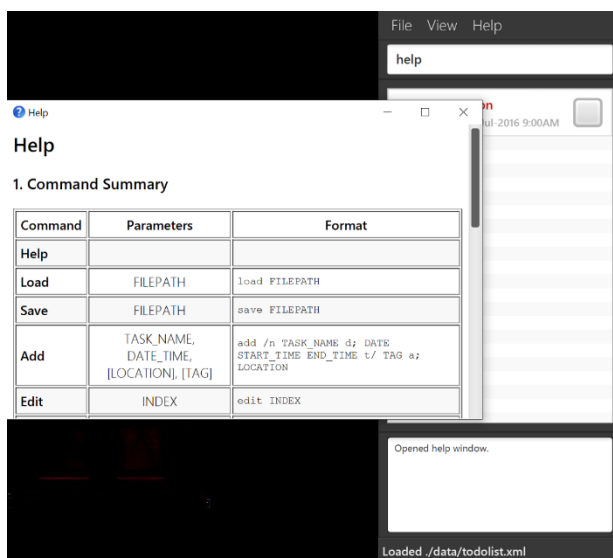 File View Help
help
on
Jul-2016 9:00AM
Help
Help
1. Command Summary
Command Parameters Format
Help
Load FILEPATH load FILEPATH
Save FILEPATH save FILEPATH
Add TASK_NAME, DATE_TIME, [LOCATION], [TAG] add /n TASK_NAME d; DATE START_TIME END_TIME t/ TAG a; LOCATION
Edit INDEX edit INDEX
Opened help window.
Loaded ./data/todolist.xml